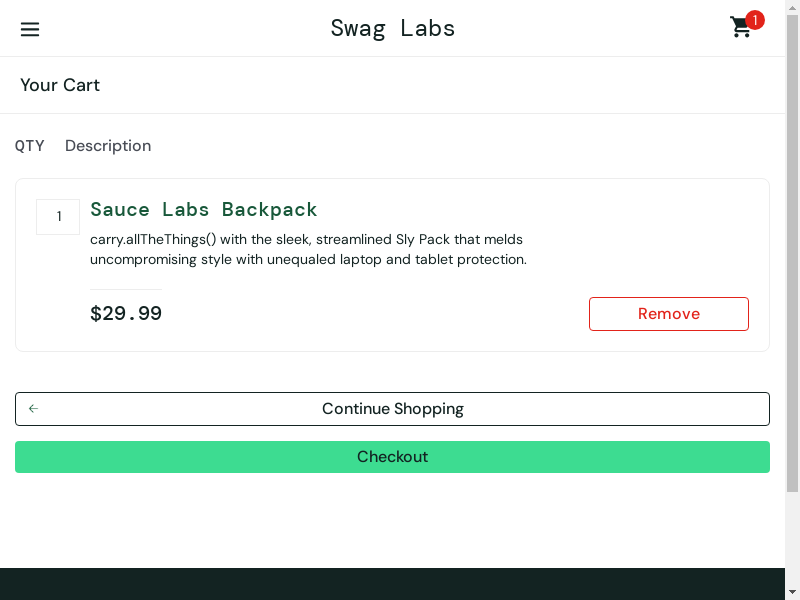 Swag Labs
1
Your Cart
QTY Description
1
Sauce Labs Backpack
carry.allTheThings() with the sleek, streamlined Sly Pack that melds
uncompromising style with unequaled laptop and tablet protection.
$29.99
Remove
Continue Shopping
Checkout